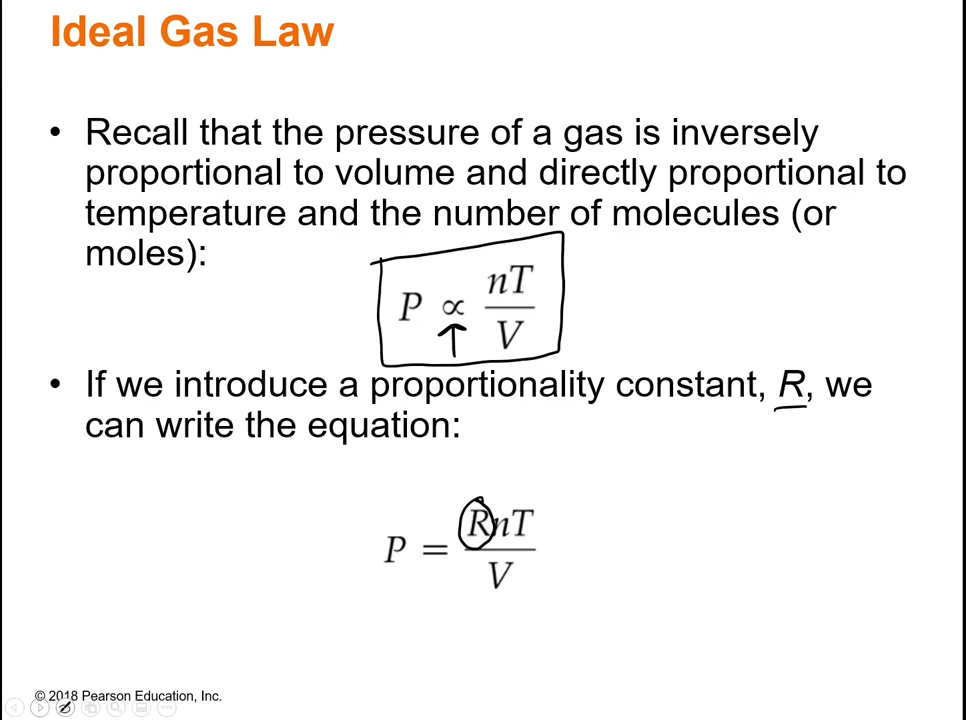 Ideal Gas Law
• Recall that the pressure of a gas is inversely
proportional to volume and directly proportional to
temperature and the number of molecules (or
moles):
P ∝ nT/V
• If we introduce a proportionality constant, R, we
can write the equation:
P = RnT/V
© 2018 Pearson Education, Inc.